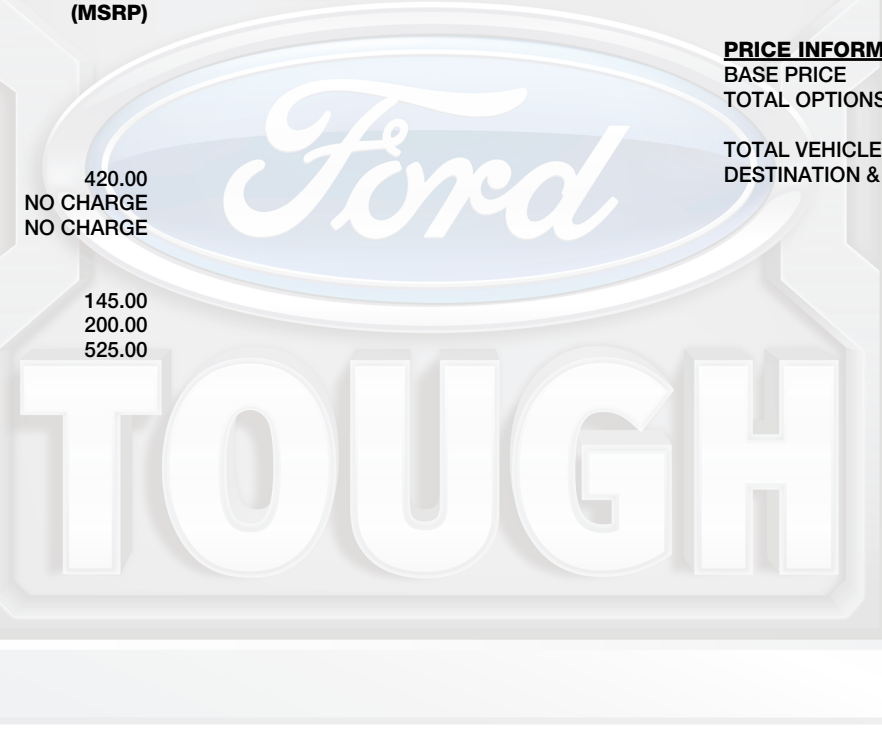 (MSRP)
420.00
NO CHARGE
NO CHARGE
145.00
200.00
525.00
PRICE INFORM
BASE PRICE
TOTAL OPTIONS
TOTAL VEHICLE
DESTINATION &
Ford
TOUGH